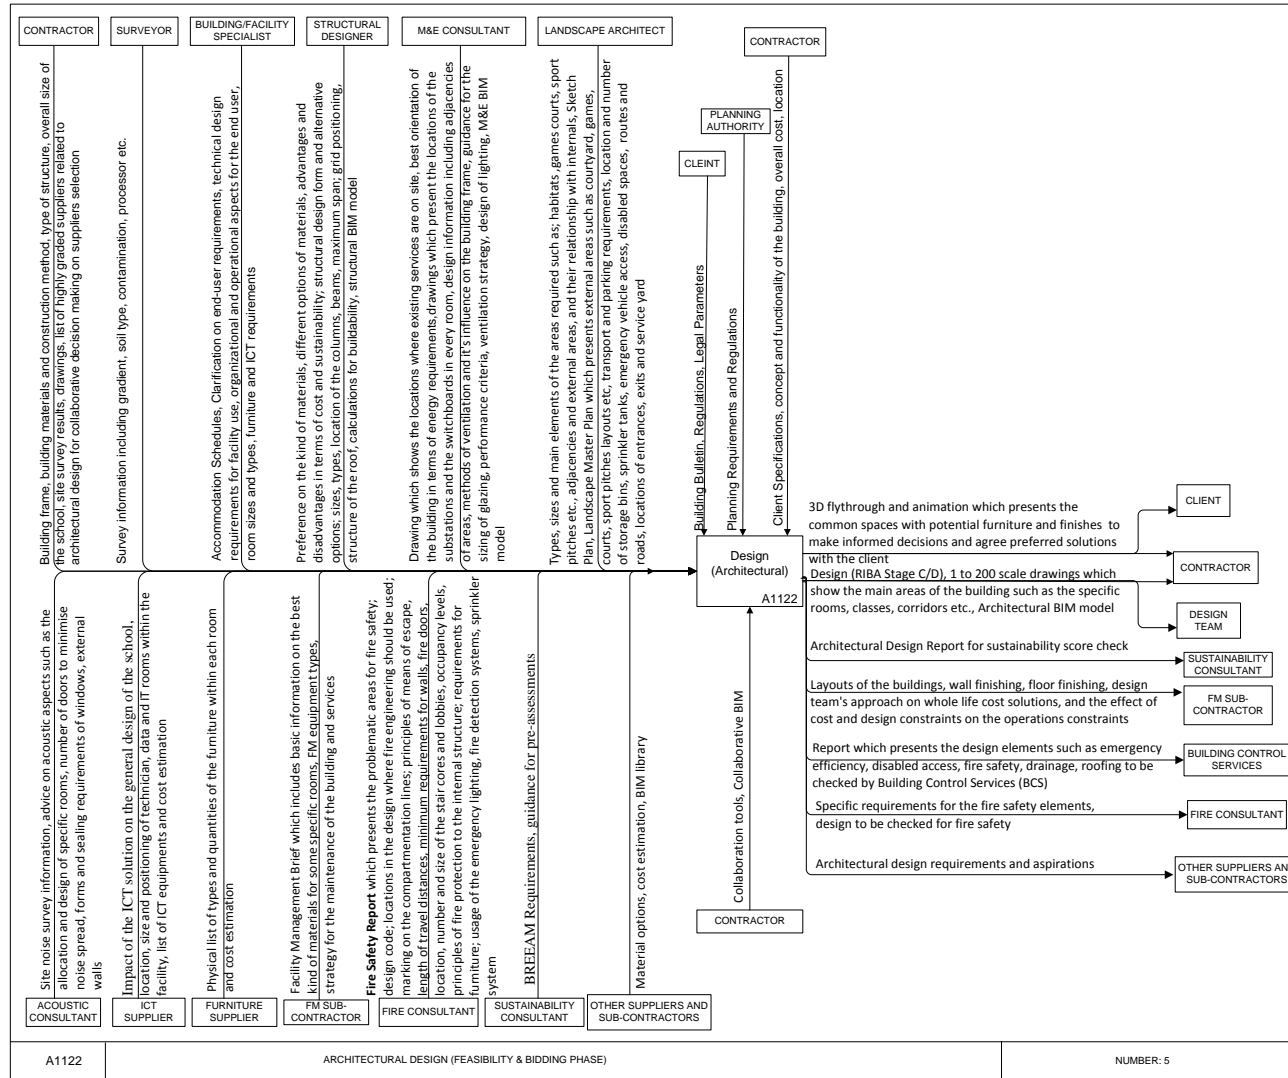 CONTRACTOR
SURVEYOR
BUILDING/FACILITY
SPECIALIST
STRUCTURAL
DESIGNER
M&E CONSULTANT
LANDSCAPE ARCHITECT
CONTRACTOR
PLANNING
AUTHORITY
CLEINT
Building frame, building materials and construction method, type of structure, overall size of
the school, site survey results, drawings, list of highly graded suppliers related to
architectural design for collaborative decision making on suppliers selection
Survey information including gradient, soil type, contamination, processor etc.
Accommodation Schedules, Clarification on end-user requirements, technical design
requirements for facility use, organizational and operational aspects for the end user,
room sizes and types, furniture and ICT requirements
Preference on the kind of materials, different options of materials, advantages and
disadvantages in terms of cost and sustainability; structural design form and alternative
options; sizes, types, location of the columns, beams, maximum span; grid positioning,
structure of the roof, calculations for buildability, structural BIM model
Drawing which shows the locations where existing services are on site, best orientation of
the building in terms of energy requirements,drawings which present the locations of the
substations and the switchboards in every room, design information including adjacencies
of areas, methods of ventilation and it's influence on the building frame, guidance for the
sizing of glazing, performance criteria, ventilation strategy, design of lighting, M&E BIM
model
Types, sizes and main elements of the areas required such as; habitats ,games courts, sport
pitches etc., adjacencies and external areas, and their relationship with internals, Sketch
Plan, Landscape Master Plan which presents external areas such as courtyard, games,
courts, sport pitches layouts etc, transport and parking requirements, location and number
of storage bins, sprinkler tanks, emergency vehicle access, disabled spaces, routes and
roads, locations of entrances, exits and service yard
Building Bulletin, Regulations, Legal Parameters
Planning Requirements and Regulations
Client Specifications, concept and functionality of the building, overall cost, location
Design
(Architectural)
A1122
3D flythrough and animation which presents the
common spaces with potential furniture and finishes to
make informed decisions and agree preferred solutions
with the client
CLIENT
Design (RIBA Stage C/D), 1 to 200 scale drawings which
show the main areas of the building such as the specific
rooms, classes, corridors etc., Architectural BIM model
CONTRACTOR
DESIGN
TEAM
Architectural Design Report for sustainability score check
SUSTAINABILITY
CONSULTANT
Layouts of the buildings, wall finishing, floor finishing, design
team's approach on whole life cost solutions, and the effect of
cost and design constraints on the operations constraints
FM SUB-
CONTRACTOR
Report which presents the design elements such as emergency
efficiency, disabled access, fire safety, drainage, roofing to be
checked by Building Control Services (BCS)
BUILDING CONTROL
SERVICES
Specific requirements for the fire safety elements,
design to be checked for fire safety
FIRE CONSULTANT
Architectural design requirements and aspirations
OTHER SUPPLIERS AN
SUB-CONTRACTORS
Site noise survey information, advice on acoustic aspects such as the
allocation and design of specific rooms, number of doors to minimise
noise spread, forms and sealing requirements of windows, external
walls
Impact of the ICT solution on the general design of the school,
location, size and positioning of technician, data and IT rooms within the
facility, list of ICT equipments and cost estimation
Physical list of types and quantities of the furniture within each room
and cost estimation
Facility Management Brief which includes basic information on the best
kind of materials for some specific rooms, FM equipment types,
strategy for the maintenance of the building and services
Fire Safety Report which presents the problematic areas for fire safety;
design code; locations in the design where fire engineering should be used;
marking on the compartmentation lines; principles of means of escape,
length of travel distances, minimum requirements for walls, fire doors,
location, number and size of the stair cores and lobbies, occupancy levels,
principles of fire protection to the internal structure; requirements for
furniture; usage of the emergency lighting, fire detection systems, sprinkler
system
BREEAM Requirements, guidance for pre-assessments
Material options, cost estimation, BIM library
Collaboration tools, Collaborative BIM
CONTRACTOR
ACOUSTIC
CONSULTANT
ICT
SUPPLIER
FURNITURE
SUPPLIER
FM SUB-
CONTRACTOR
FIRE CONSULTANT
SUSTAINABILITY
CONSULTANT
OTHER SUPPLIERS AND
SUB-CONTRACTORS
A1122
ARCHITECTURAL DESIGN (FEASIBILITY & BIDDING PHASE)
NUMBER: 5